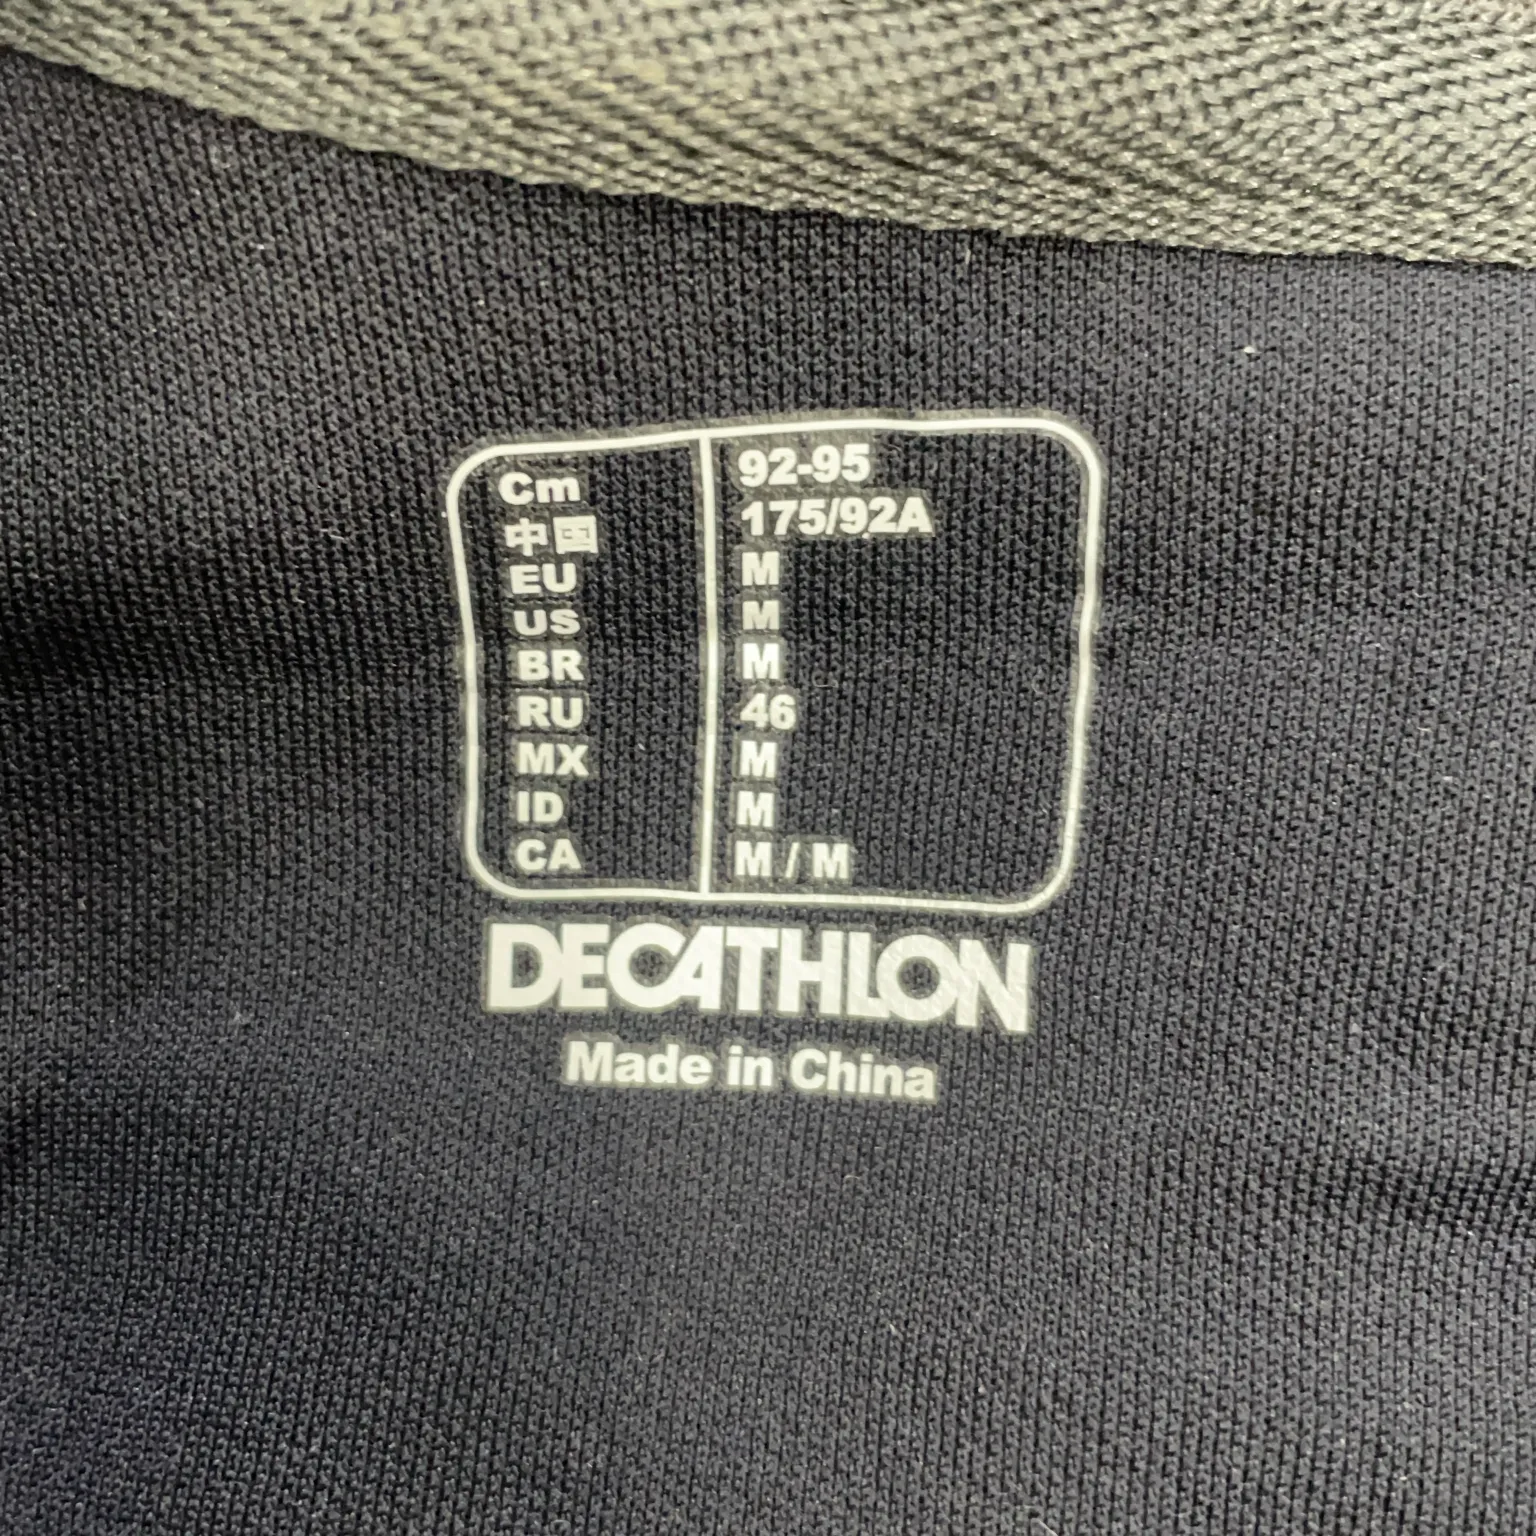 Cm 92-95
中国 175/92A
EU M
US M
BR M
RU 46
MX M
ID M
CA M / M
DECATHLON
Made in China